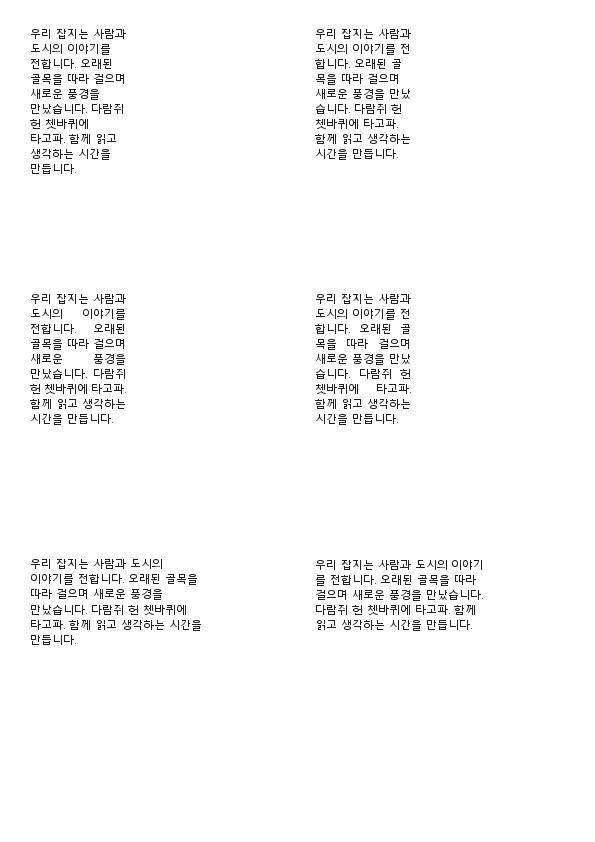 우리 잡지는 사람과
도시의 이야기를
전합니다. 오래된
골목을 따라 걸으며
새로운 풍경을
만났습니다. 다람쥐
헌 쳇바퀴에
타고파. 함께 읽고
생각하는 시간을
만듭니다.
우리 잡지는 사람과
도시의 이야기를 전
합니다. 오래된 골
목을 따라 걸으며
새로운 풍경을 만났
습니다. 다람쥐 헌
쳇바퀴에 타고파.
함께 읽고 생각하는
시간을 만듭니다.
우리 잡지는 사람과
도시의 이야기를
전합니다. 오래된
골목을 따라 걸으며
새로운 풍경을
만났습니다. 다람쥐
헌 쳇바퀴에 타고파.
함께 읽고 생각하는
시간을 만듭니다.
우리 잡지는 사람과
도시의 이야기를 전
합니다. 오래된 골
목을 따라 걸으며
새로운 풍경을 만났
습니다. 다람쥐 헌
쳇바퀴에 타고파.
함께 읽고 생각하는
시간을 만듭니다.
우리 잡지는 사람과 도시의
이야기를 전합니다. 오래된 골목을
따라 걸으며 새로운 풍경을
만났습니다. 다람쥐 헌 쳇바퀴에
타고파. 함께 읽고 생각하는 시간을
만듭니다.
우리 잡지는 사람과 도시의 이야기
를 전합니다. 오래된 골목을 따라
걸으며 새로운 풍경을 만났습니다.
다람쥐 헌 쳇바퀴에 타고파. 함께
읽고 생각하는 시간을 만듭니다.